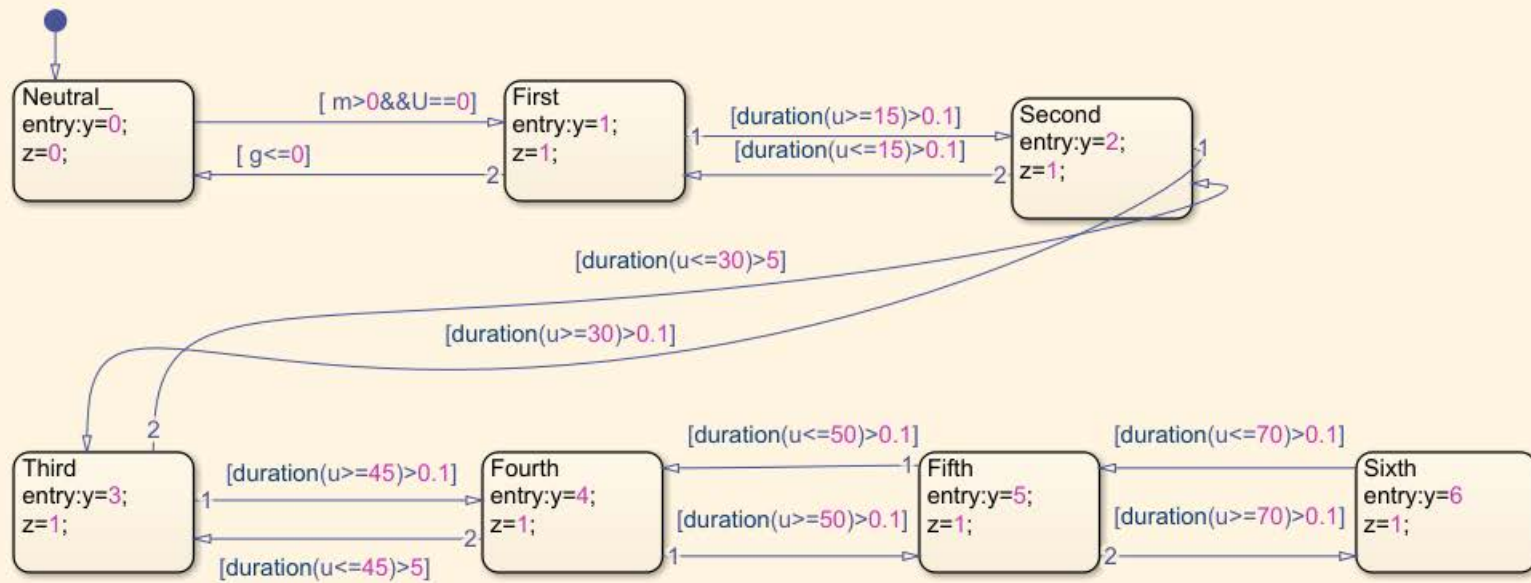 Neutral_
entry:y=0;
z=0;
[ m>0&&U==0]
[ g<=0]
2
First
entry:y=1;
z=1;
1
[duration(u>=15)>0.1]
[duration(u<=15)>0.1]
2
Second
entry:y=2;
z=1;
1
[duration(u<=30)>5]
[duration(u>=30)>0.1]
2
Third
entry:y=3;
z=1;
1
[duration(u>=45)>0.1]
2
[duration(u<=45)>5]
Fourth
entry:y=4;
z=1;
[duration(u<=50)>0.1]
1
[duration(u>=50)>0.1]
1
Fifth
entry:y=5;
z=1;
[duration(u<=70)>0.1]
[duration(u>=70)>0.1]
2
Sixth
entry:y=6
z=1;